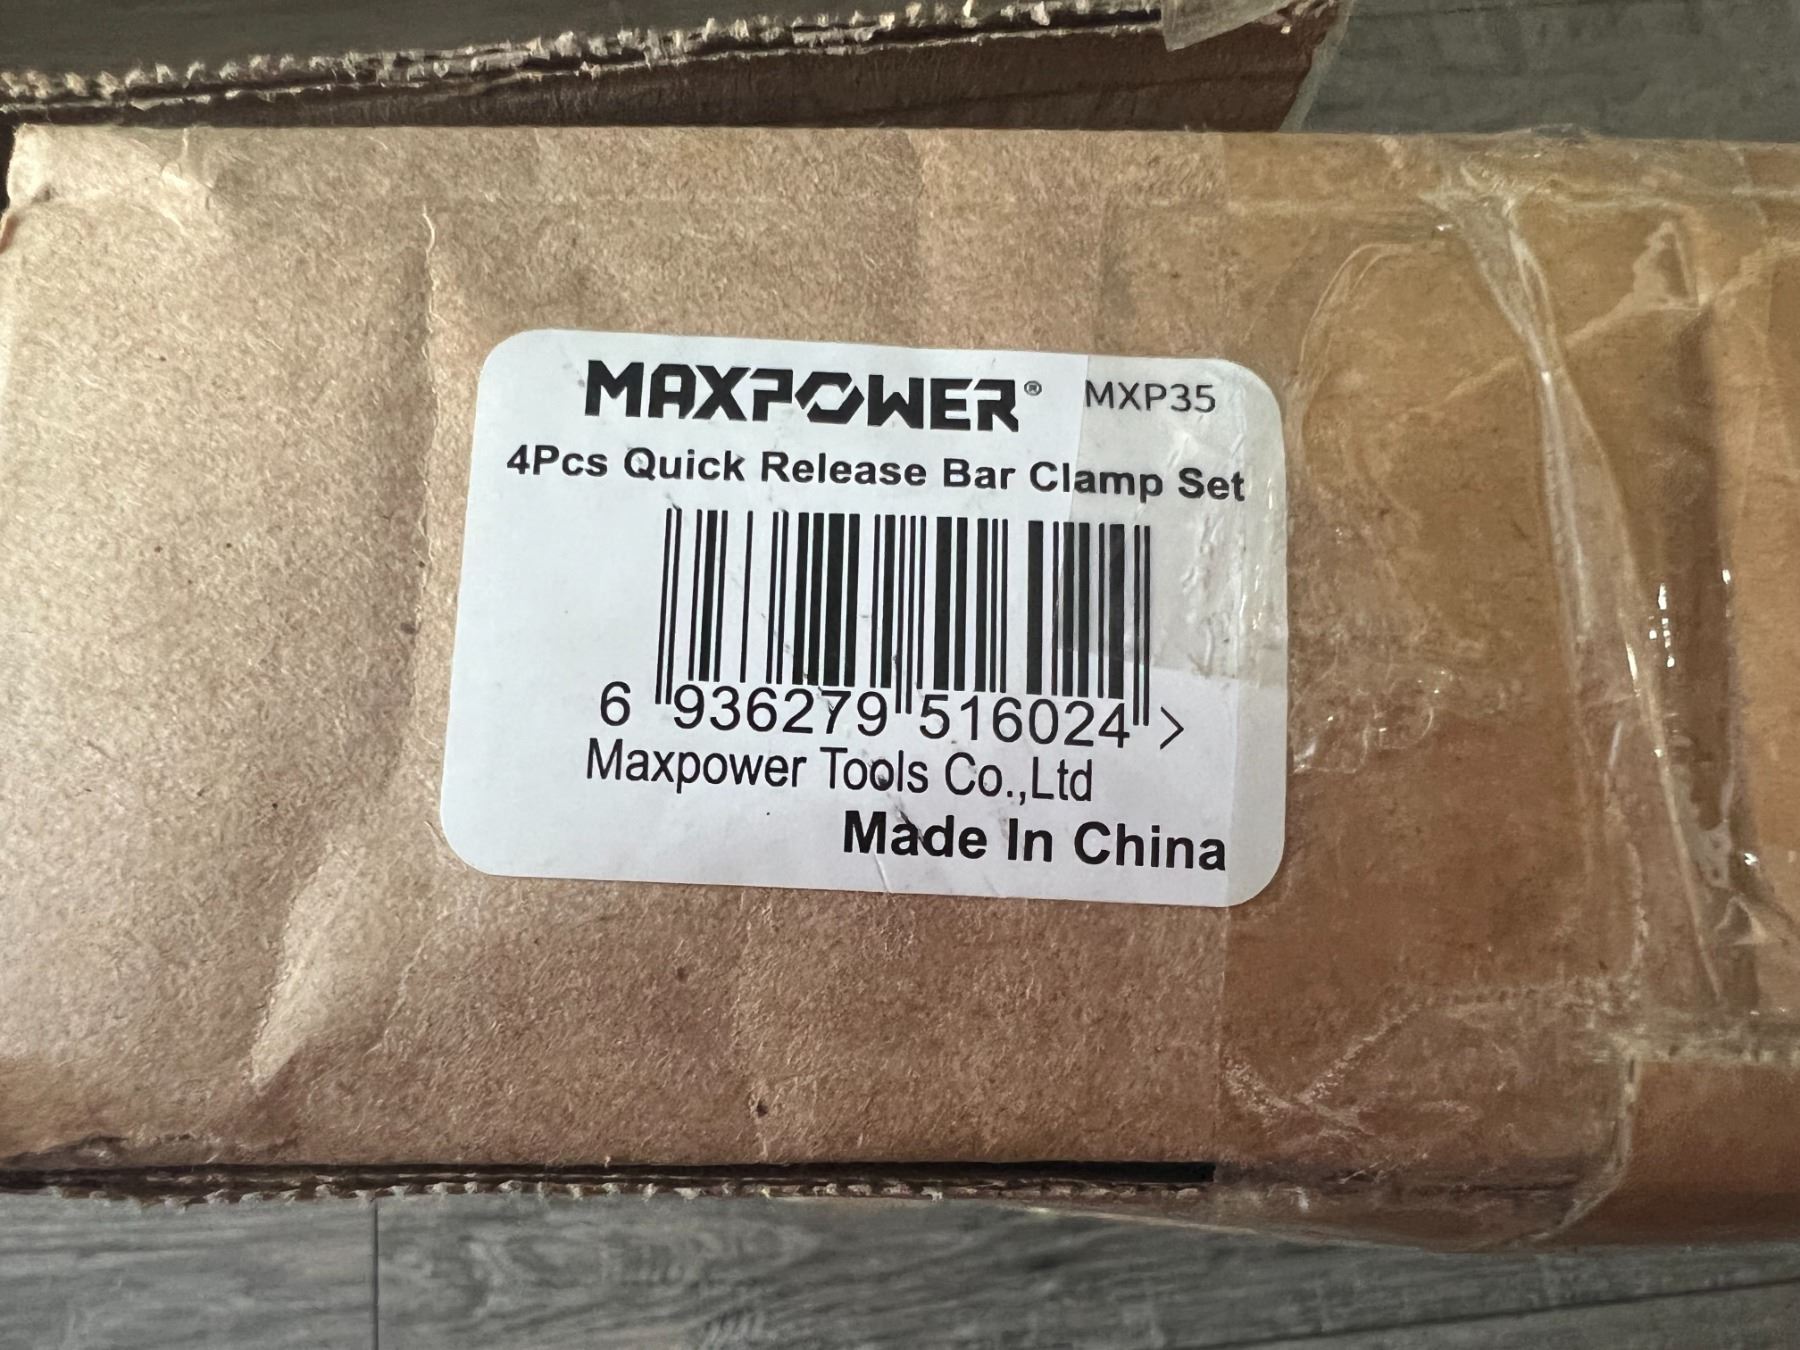 MAXPOWER® MXP35
4Pcs Quick Release Bar Clamp Set
6 936279 516024 >
Maxpower Tools Co.,Ltd
Made In China